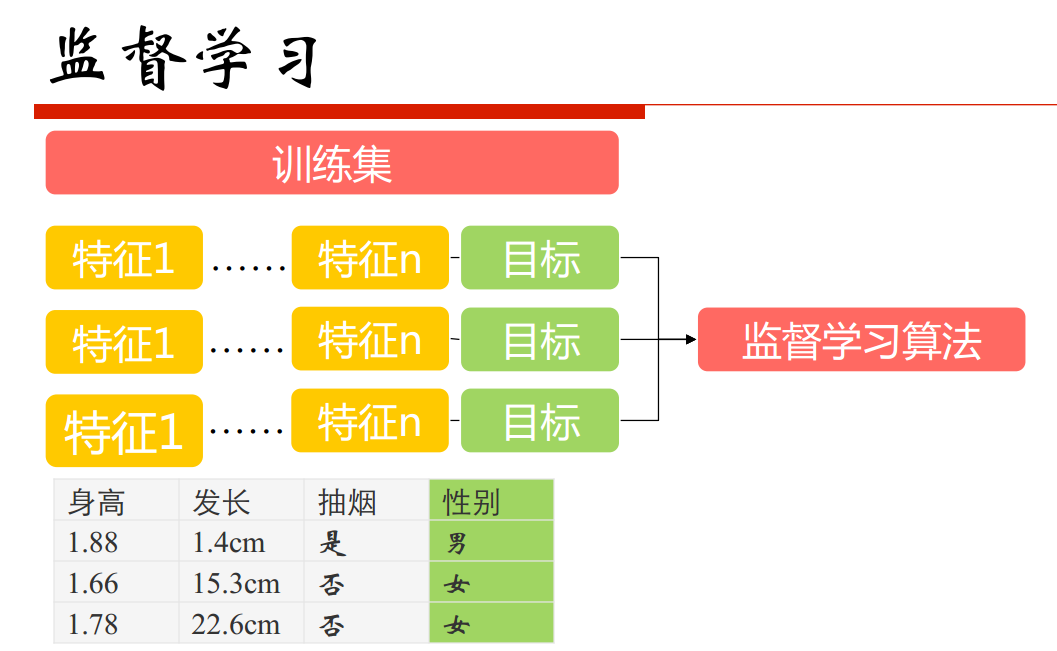 监督学习
训练集
特征1 …… 特征n 目标
特征1 …… 特征n 目标
监督学习算法
特征1 …… 特征n 目标
身高 发长 抽烟 性别
1.88 1.4cm 是 男
1.66 15.3cm 否 女
1.78 22.6cm 否 女